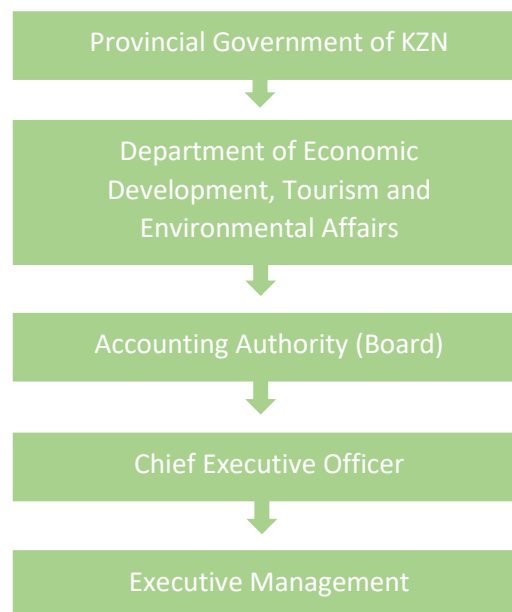 Provincial Government of KZN
Department of Economic
Development, Tourism and
Environmental Affairs
Accounting Authority (Board)
Chief Executive Officer
Executive Management